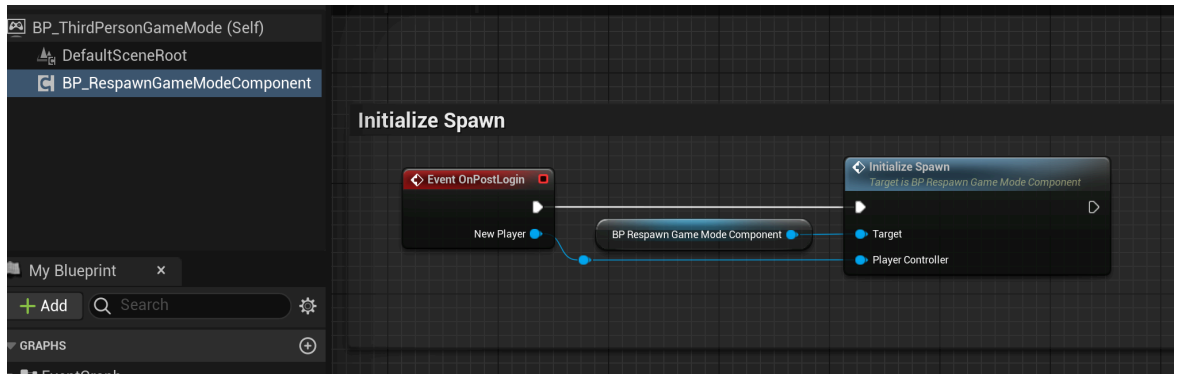 BP_ThirdPersonGameMode (Self)
DefaultSceneRoot
BP_RespawnGameModeComponent
Initialize Spawn
Event OnPostLogin
New Player
BP Respawn Game Mode Component
Initialize Spawn
Target is BP Respawn Game Mode Component
Target
Player Controller
My Blueprint ×
+ Add Search
GRAPHS
EventGraph